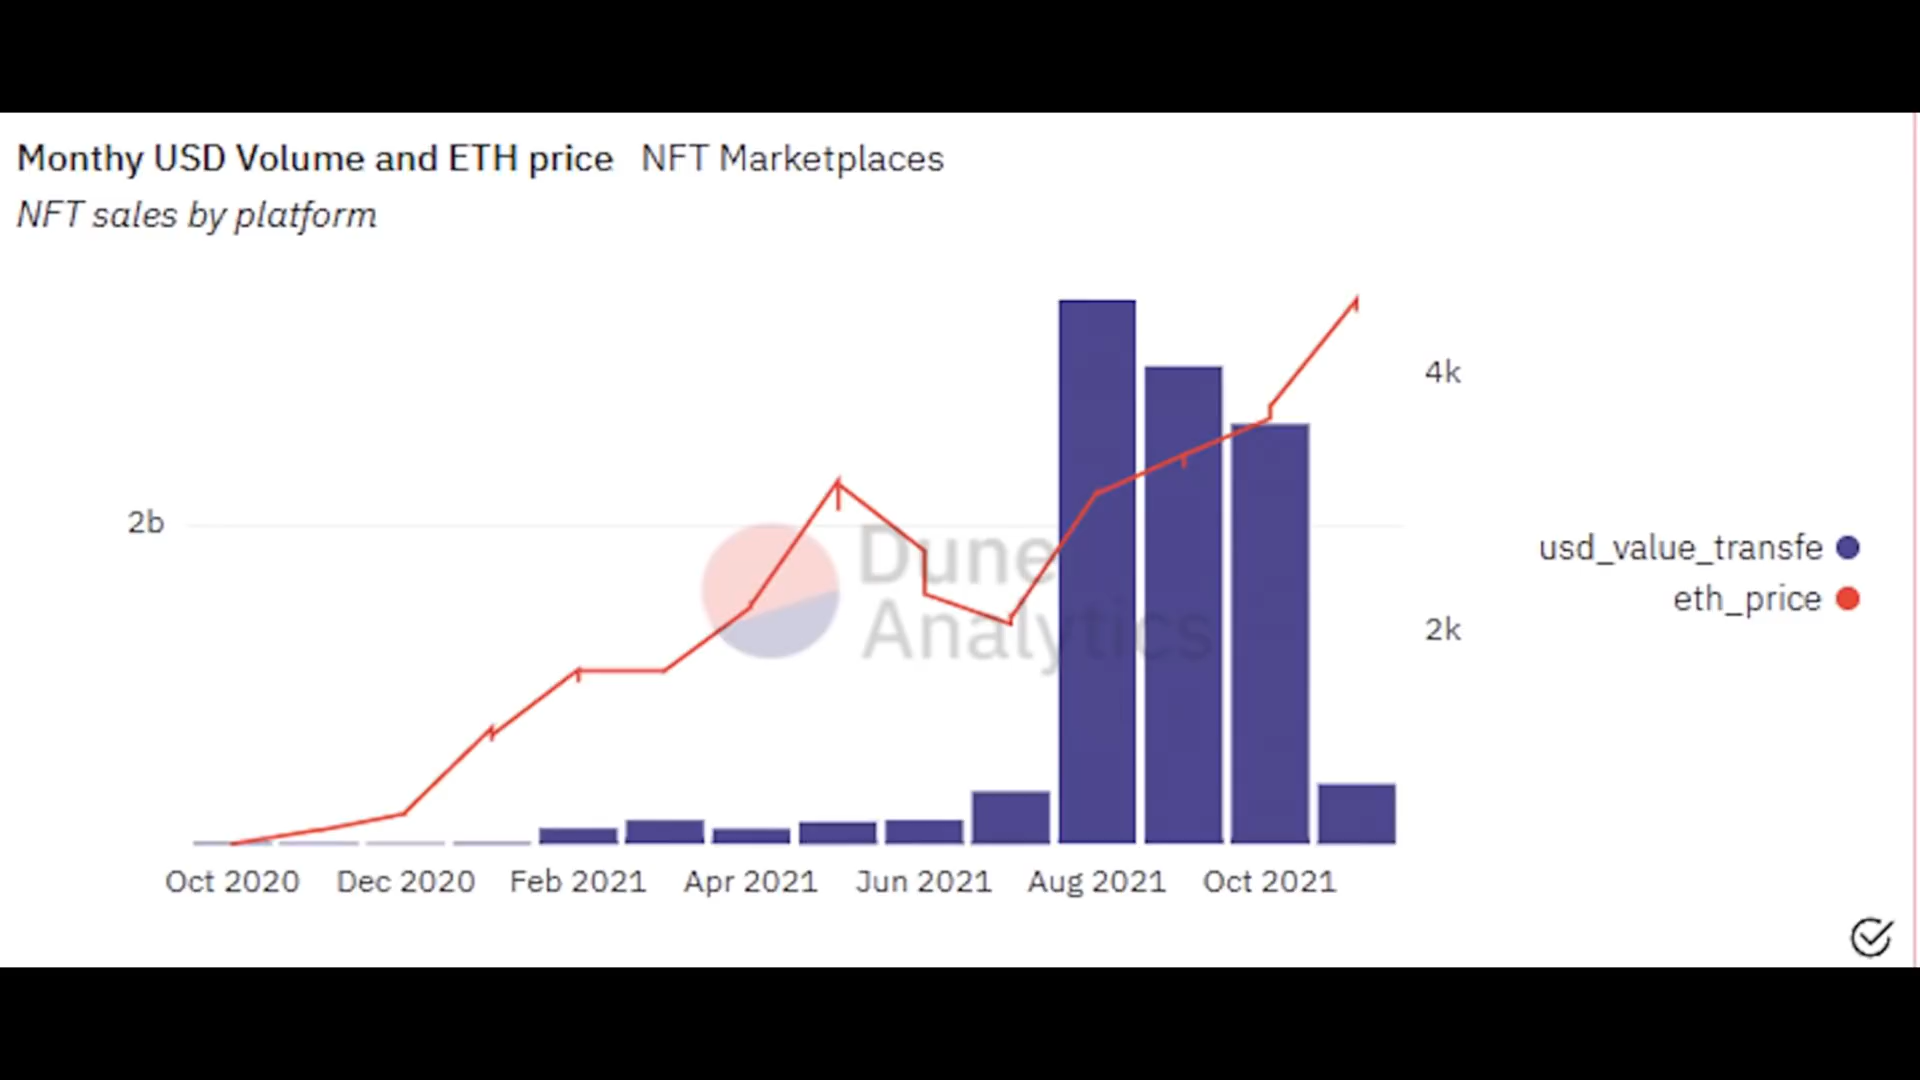 Monthy USD Volume and ETH price NFT Marketplaces
NFT sales by platform
4k
2b
Dune
Analytics
usd_value_transfe
eth_price
2k
Oct 2020 Dec 2020 Feb 2021 Apr 2021 Jun 2021 Aug 2021 Oct 2021